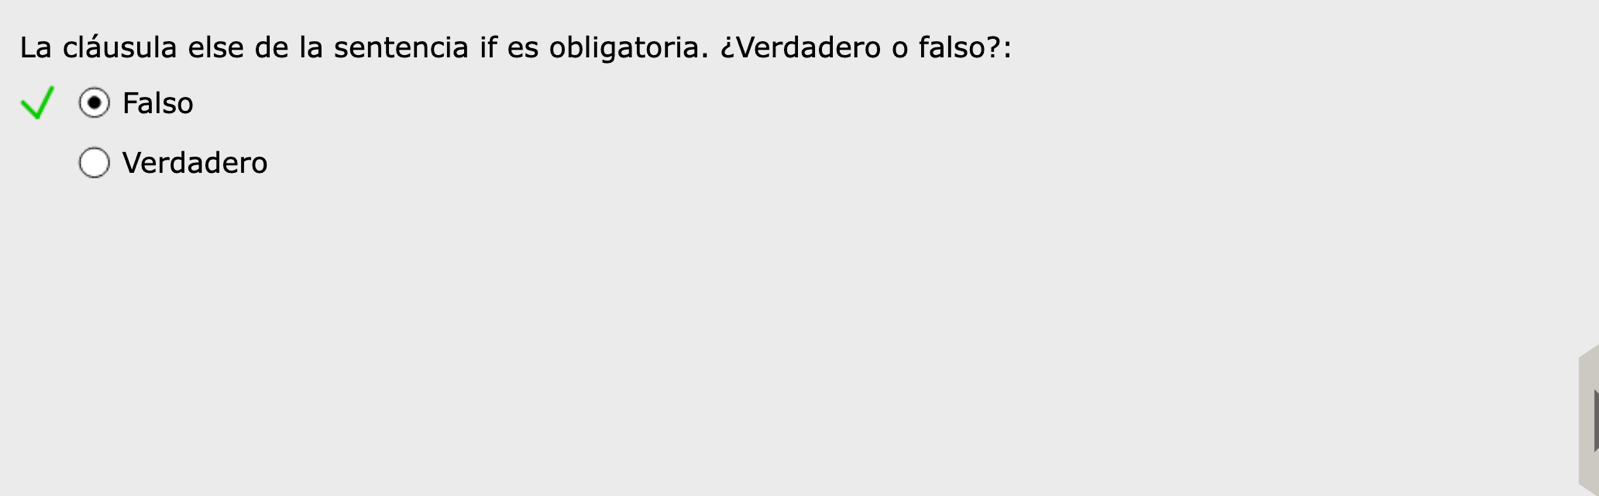 La cláusula else de la sentencia if es obligatoria. ¿Verdadero o falso?:
Falso
Verdadero